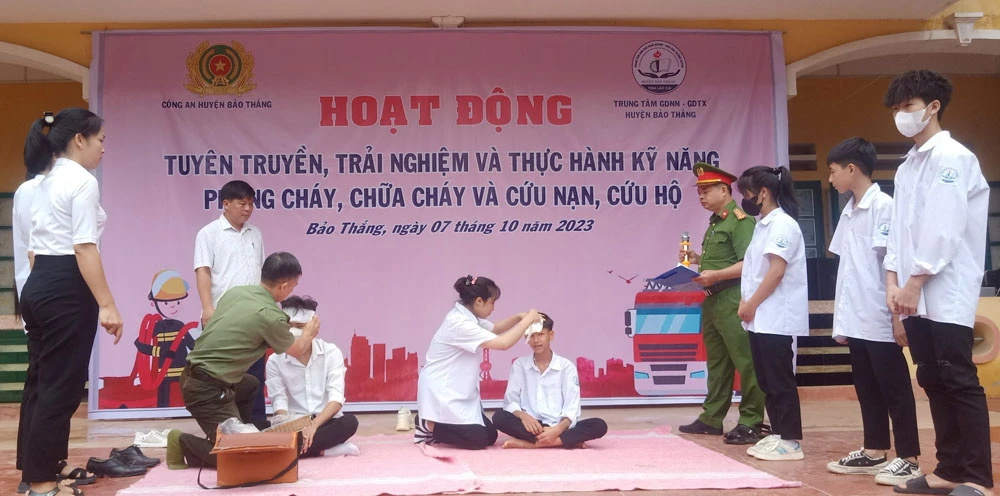 CÔNG AN HUYỆN BẢO THẮNG
TRUNG TÂM GDNN - GDTX
HUYỆN BẢO THẮNG
HOẠT ĐỘNG
TUYÊN TRUYỀN, TRẢI NGHIỆM VÀ THỰC HÀNH KỸ NĂNG
PHÒNG CHÁY, CHỮA CHÁY VÀ CỨU NẠN, CỨU HỘ
Bảo Thắng, ngày 07 tháng 10 năm 2023